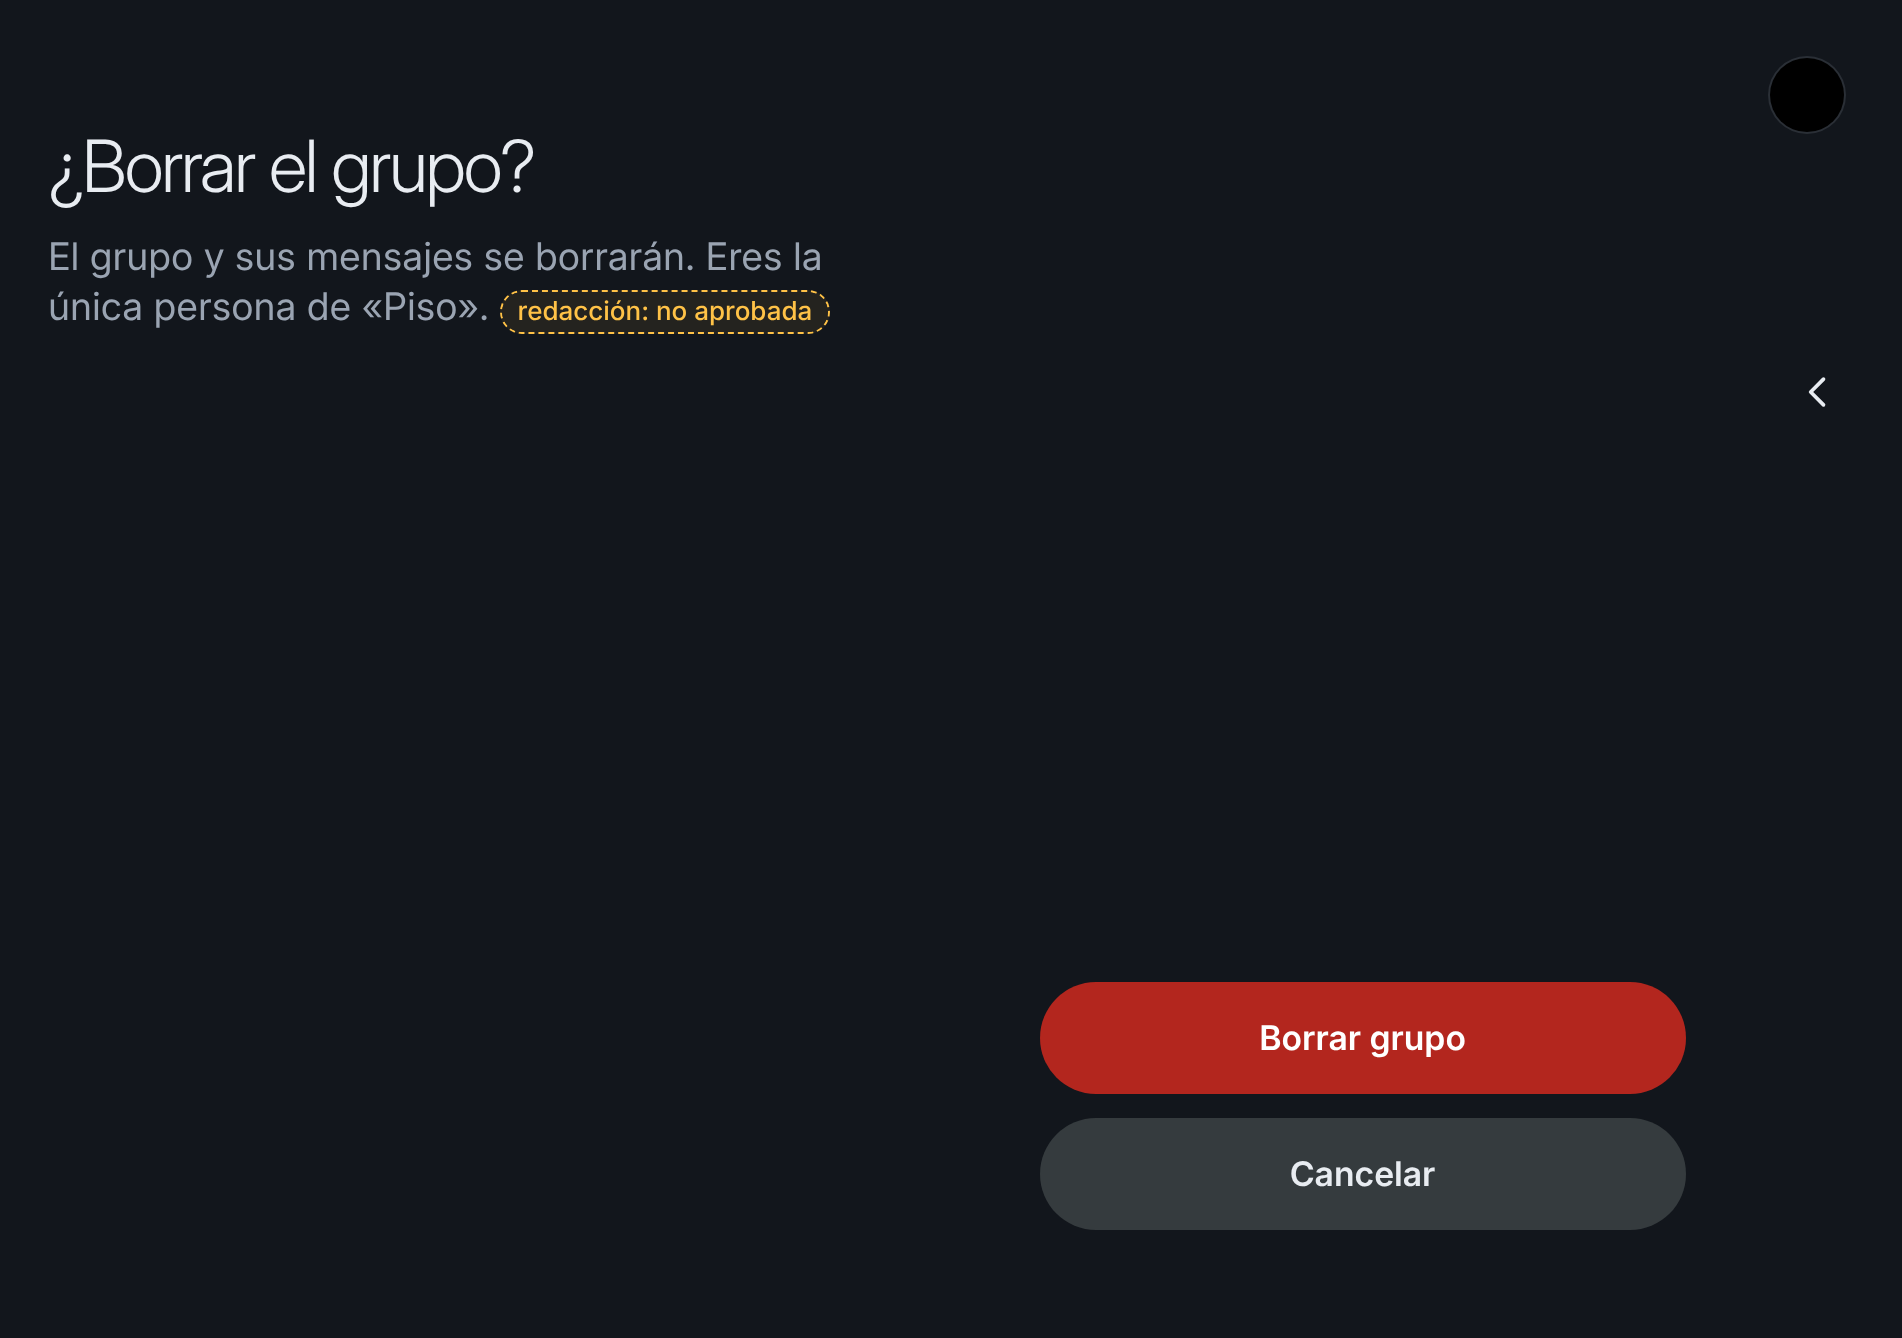 ¿Borrar el grupo?
El grupo y sus mensajes se borrarán. Eres la
única persona de «Piso». redacción: no aprobada
Borrar grupo
Cancelar